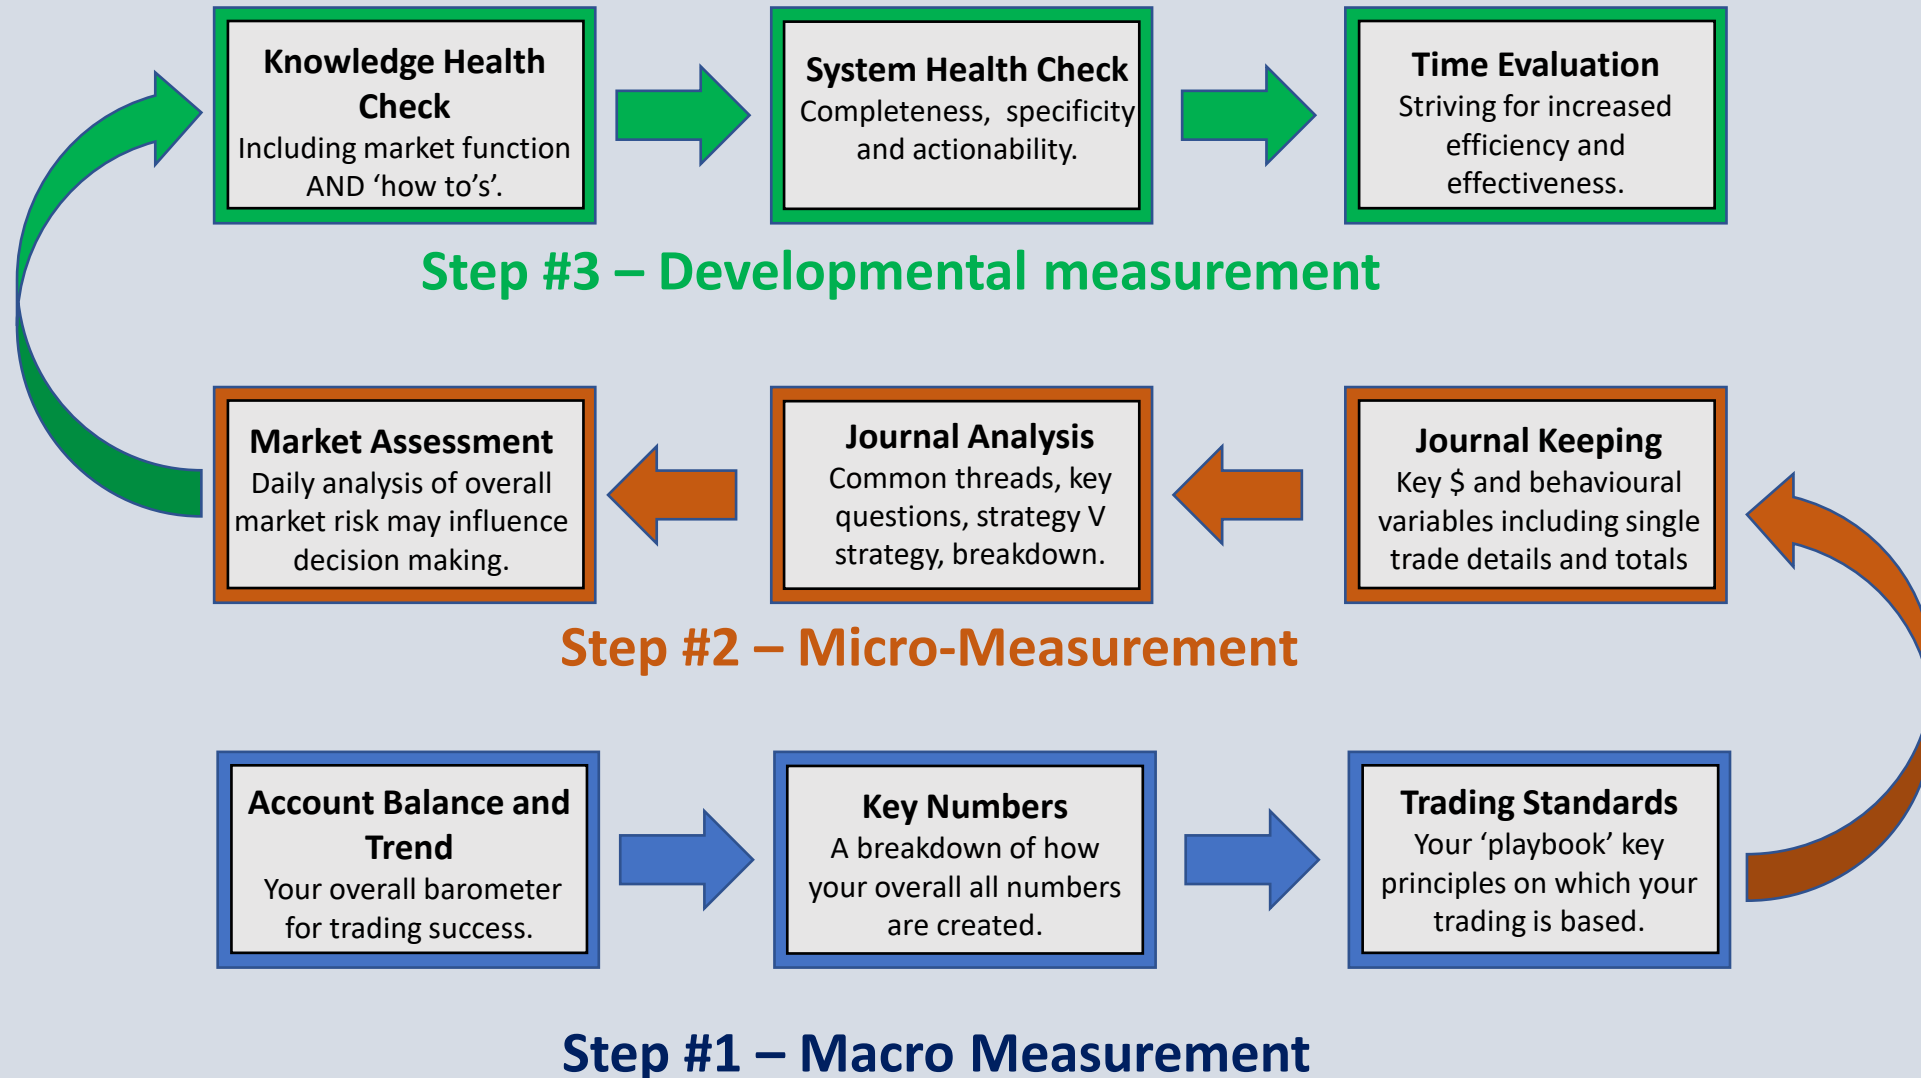 Knowledge Health
Check
Including market function
AND ‘how to’s’.
System Health Check
Completeness,  specificity
and actionability.
Time Evaluation
Striving for increased
efficiency and
effectiveness.
Step #3 – Developmental measurement
Market Assessment
Daily analysis of overall
market risk may influence
decision making.
Journal Analysis
Common threads, key
questions, strategy V
strategy, breakdown.
Journal Keeping
Key $ and behavioural
variables including single
trade details and totals
Step #2 – Micro-Measurement
Account Balance and
Trend
Your overall barometer
for trading success.
Key Numbers
A breakdown of how
your overall all numbers
are created.
Trading Standards
Your ‘playbook’ key
principles on which your
trading is based.
Step #1 – Macro Measurement